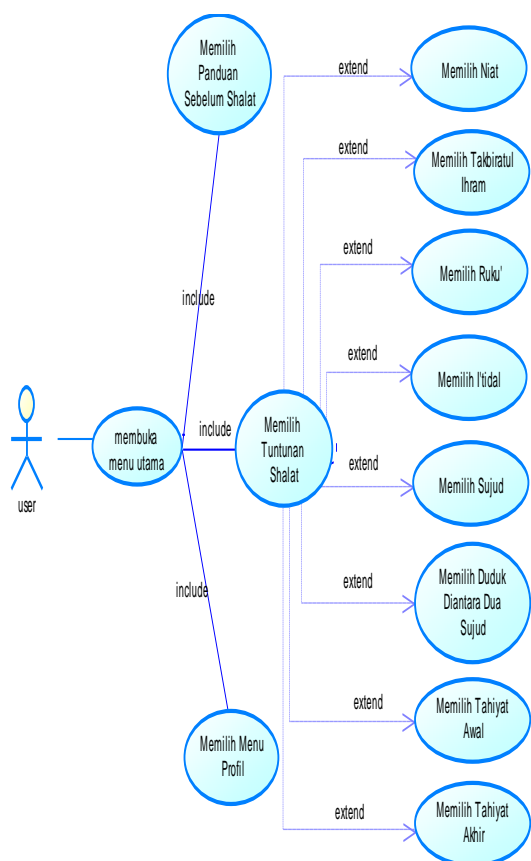 Memilih
Panduan
Sebelum Shalat
extend
Memilih Niat
extend
Memilih Takbiratul
Ihram
extend
Memilih Ruku'
include
extend
Memilih I'tidal
user
membuka
menu utama
include
Memilih
Tuntunan
Shalat
extend
Memilih Sujud
include
extend
Memilih Duduk
Diantara Dua
Sujud
extend
Memilih Tahiyat
Awal
Memilih Menu
Profil
extend
Memilih Tahiyat
Akhir